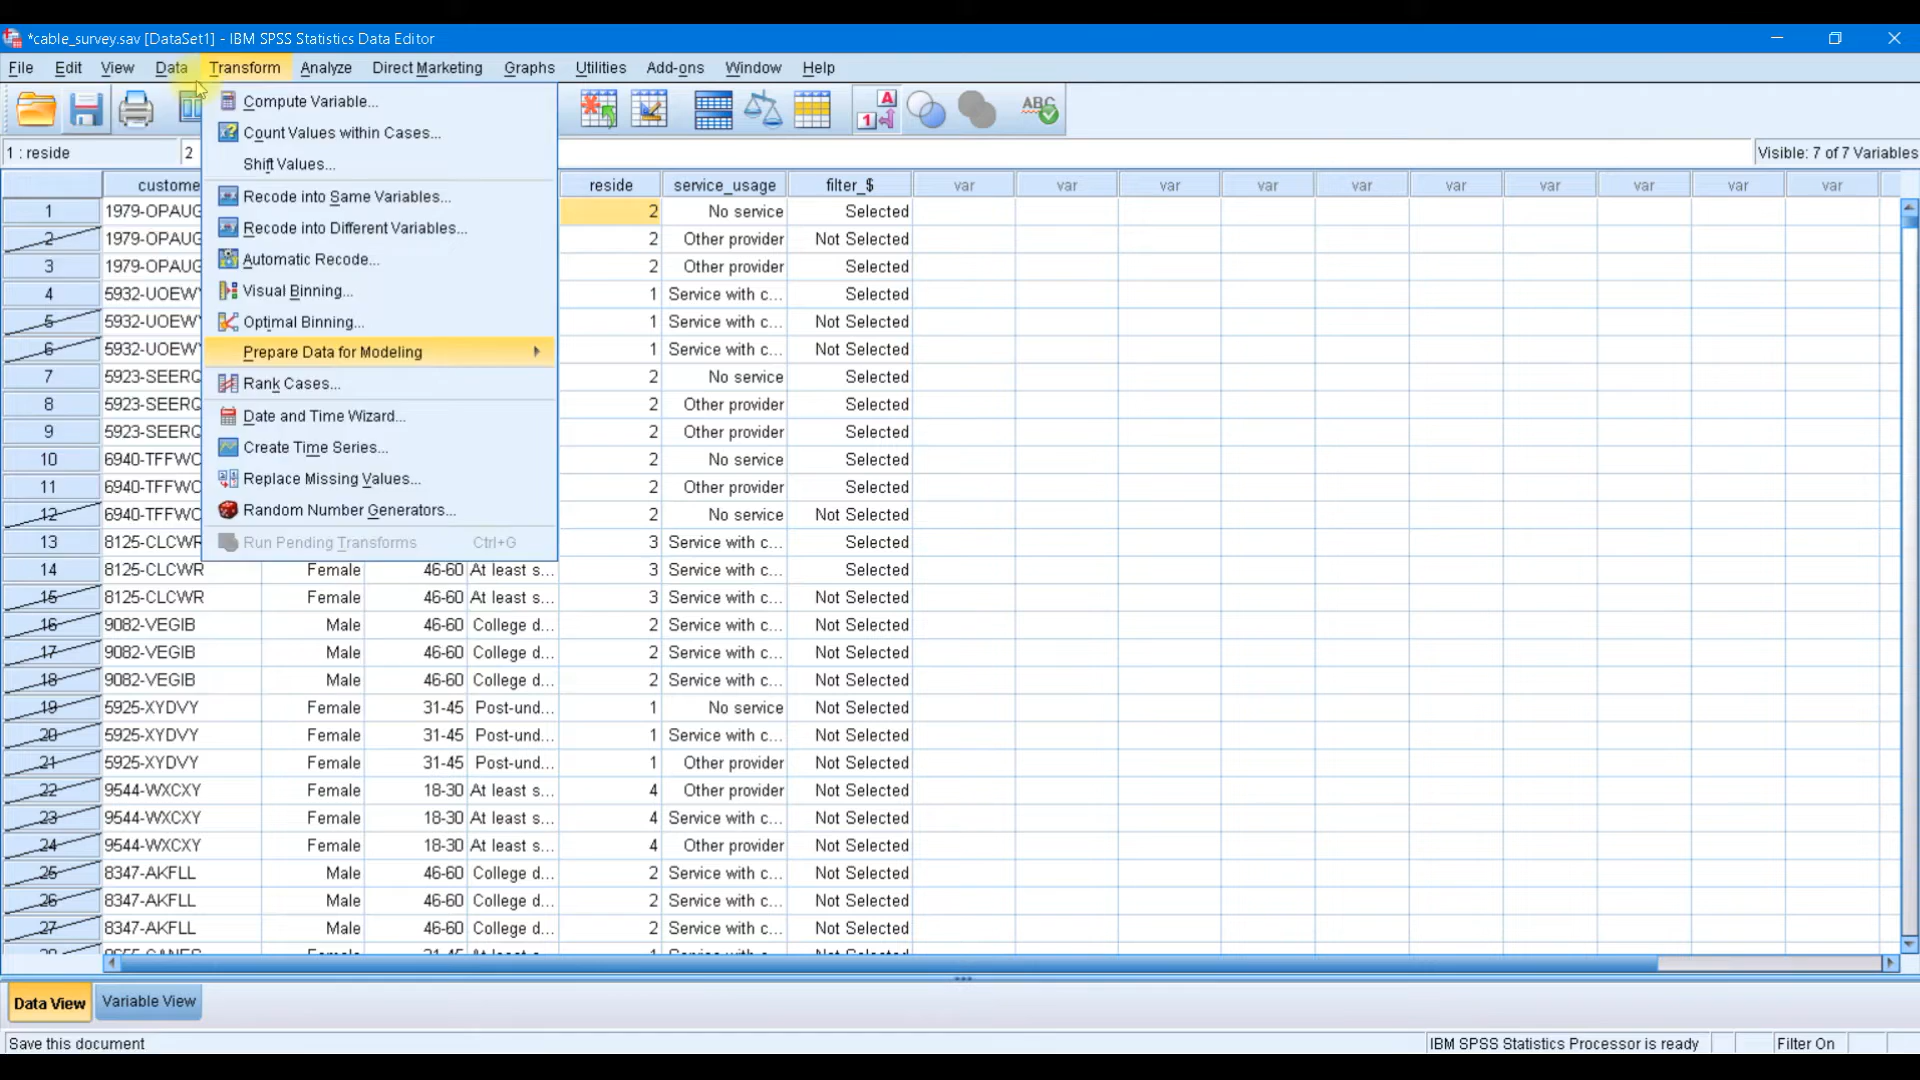 *cable_survey.sav [DataSet1] - IBM SPSS Statistics Data Editor
File Edit View Data Transform Analyze Direct Marketing Graphs Utilities Add-ons Window Help
Compute Variable...
Count Values within Cases...
Shift Values...
Recode into Same Variables...
Recode into Different Variables...
Automatic Recode...
Visual Binning...
Optimal Binning...
Prepare Data for Modeling
Rank Cases...
Date and Time Wizard...
Create Time Series...
Replace Missing Values...
Random Number Generators...
Run Pending Transforms Ctrl+G
A 1 ABC
1 : reside 2 Visible: 7 of 7 Variables
custome reside service_usage filter_$ var var var var var var var var var var
1 1979-OPAUG 2 No service Selected
2 1979-OPAUG 2 Other provider Not Selected
3 1979-OPAUG 2 Other provider Selected
4 5932-UOEWY 1 Service with c... Selected
5 5932-UOEWY 1 Service with c... Not Selected
6 5932-UOEWY 1 Service with c... Not Selected
7 5923-SEERQ 2 No service Selected
8 5923-SEERQ 2 Other provider Selected
9 5923-SEERQ 2 Other provider Selected
10 6940-TFFWO 2 No service Selected
11 6940-TFFWO 2 Other provider Selected
12 6940-TFFWO 2 No service Not Selected
13 8125-CLCWR 3 Service with c... Selected
14 8125-CLCWR Female 46-60 At least s... 3 Service with c... Selected
15 8125-CLCWR Female 46-60 At least s... 3 Service with c... Not Selected
16 9082-VEGIB Male 46-60 College d... 2 Service with c... Not Selected
17 9082-VEGIB Male 46-60 College d... 2 Service with c... Not Selected
18 9082-VEGIB Male 46-60 College d... 2 Service with c... Not Selected
19 5925-XYDVY Female 31-45 Post-und... 1 No service Not Selected
20 5925-XYDVY Female 31-45 Post-und... 1 Service with c... Not Selected
21 5925-XYDVY Female 31-45 Post-und... 1 Other provider Not Selected
22 9544-WXCXY Female 18-30 At least s... 4 Other provider Not Selected
23 9544-WXCXY Female 18-30 At least s... 4 Service with c... Not Selected
24 9544-WXCXY Female 18-30 At least s... 4 Other provider Not Selected
25 8347-AKFLL Male 46-60 College d... 2 Service with c... Not Selected
26 8347-AKFLL Male 46-60 College d... 2 Service with c... Not Selected
27 8347-AKFLL Male 46-60 College d... 2 Service with c... Not Selected
Data View Variable View
Save this document IBM SPSS Statistics Processor is ready Filter On